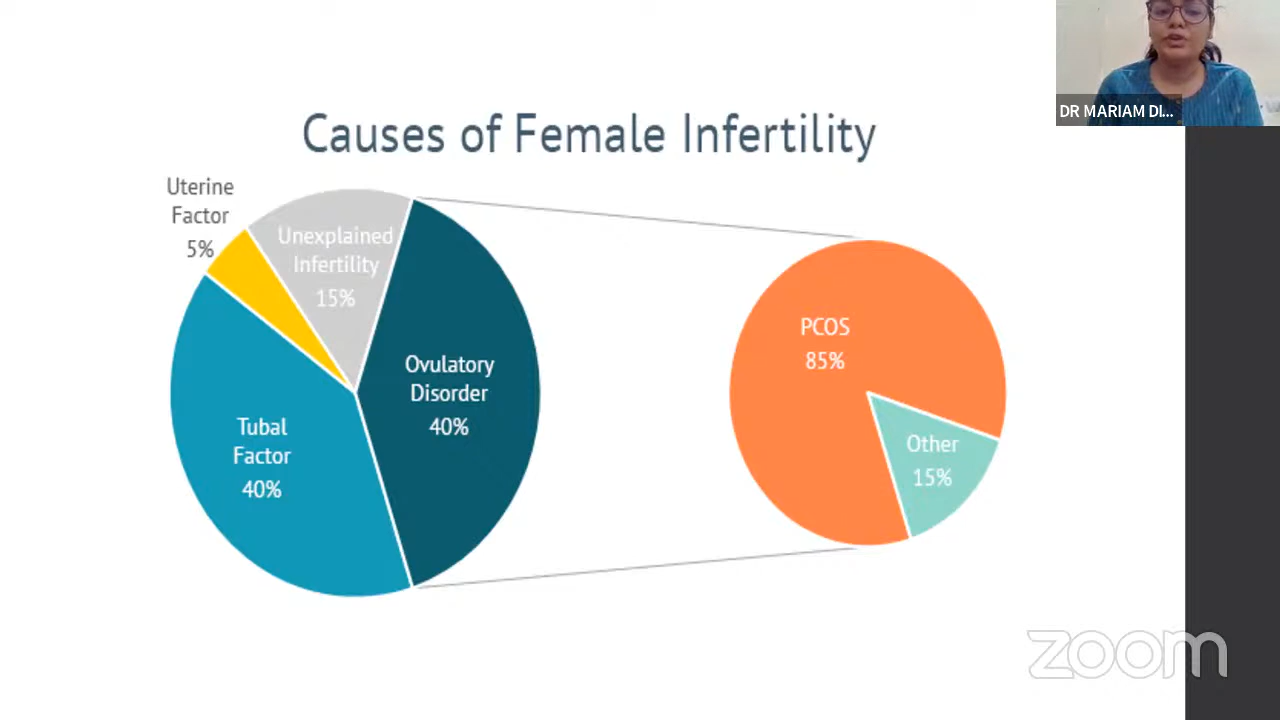 DR MARIAM DI...
Causes of Female Infertility
Uterine
Factor
5%
Unexplained
Infertility
15%
Ovulatory
Disorder
40%
Tubal
Factor
40%
PCOS
85%
Other
15%
zoom